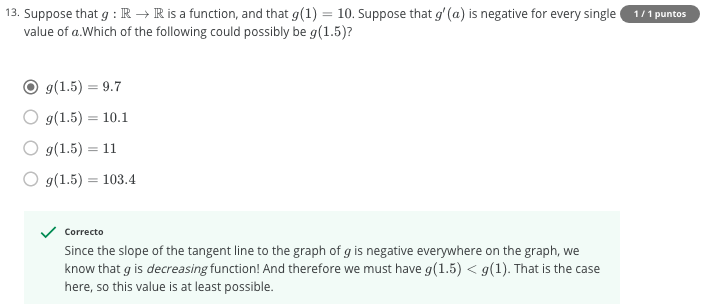 13. Suppose that g : ℝ → ℝ is a function, and that g(1) = 10. Suppose that g′(a) is negative for every single
1 / 1 puntos
value of a.Which of the following could possibly be g(1.5)?
g(1.5) = 9.7
g(1.5) = 10.1
g(1.5) = 11
g(1.5) = 103.4
Correcto
Since the slope of the tangent line to the graph of g is negative everywhere on the graph, we
know that g is decreasing function! And therefore we must have g(1.5) < g(1). That is the case
here, so this value is at least possible.